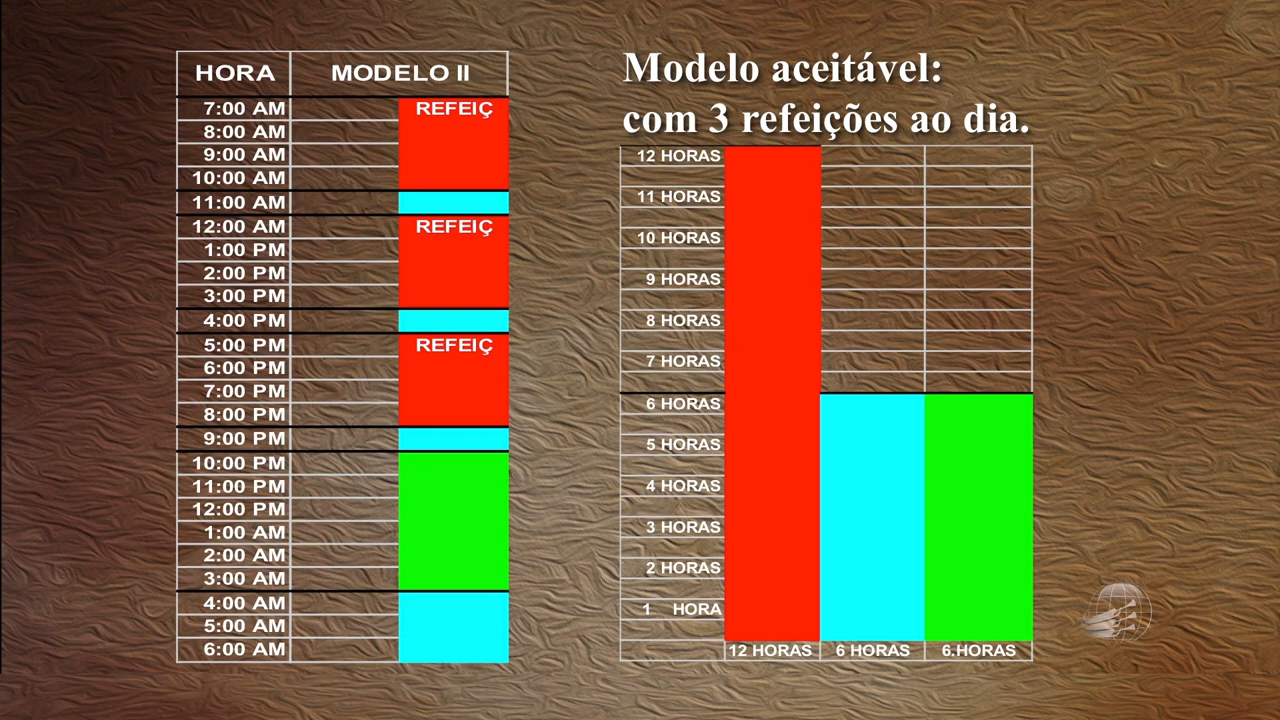 HORA MODELO II
7:00 AM REFEIÇ
8:00 AM
9:00 AM
10:00 AM
11:00 AM
12:00 AM REFEIÇ
1:00 PM
2:00 PM
3:00 PM
4:00 PM
5:00 PM REFEIÇ
6:00 PM
7:00 PM
8:00 PM
9:00 PM
10:00 PM
11:00 PM
12:00 PM
1:00 AM
2:00 AM
3:00 AM
4:00 AM
5:00 AM
6:00 AM
Modelo aceitável:
com 3 refeições ao dia.
12 HORAS
11 HORAS
10 HORAS
9 HORAS
8 HORAS
7 HORAS
6 HORAS
5 HORAS
4 HORAS
3 HORAS
2 HORAS
1 HORA
12 HORAS 6 HORAS 6.HORAS